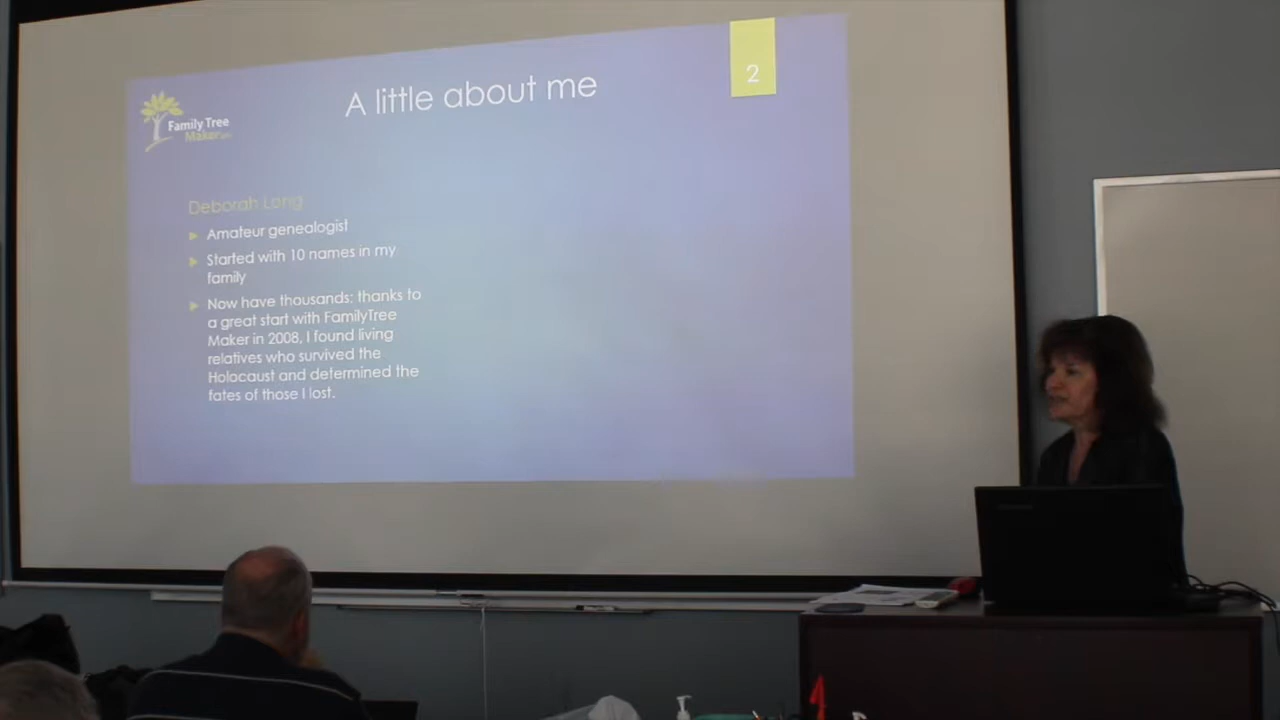 2
A little about me
Family Tree
Maker
Deborah Long
Amateur genealogist
Started with 10 names in my
family
Now have thousands: thanks to
a great start with FamilyTree
Maker in 2008, I found living
relatives who survived the
Holocaust and determined the
fates of those I lost.